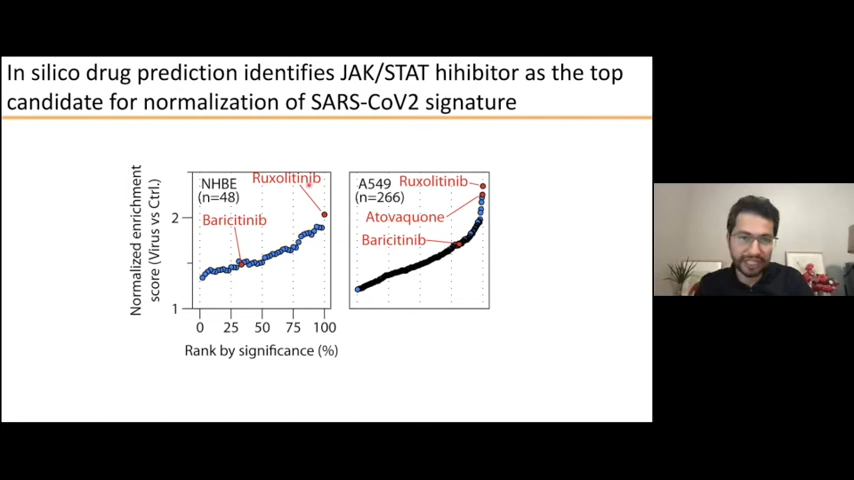 In silico drug prediction identifies JAK/STAT hihibitor as the top
candidate for normalization of SARS-CoV2 signature
Normalized enrichment
score (Virus vs Ctrl.)
2
1
NHBE
(n=48)
Ruxolitinib
Baricitinib
A549
(n=266)
Ruxolitinib
Atovaquone
Baricitinib
0 25 50 75 100
Rank by significance (%)